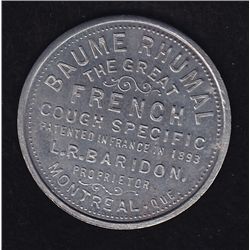 BAUME RHUMAL
THE GREAT
FRENCH
COUGH SPECIFIC
PATENTED IN FRANCE IN 1893
L.R. BARIDON.
PROPRIETOR
MONTREAL, QUE.